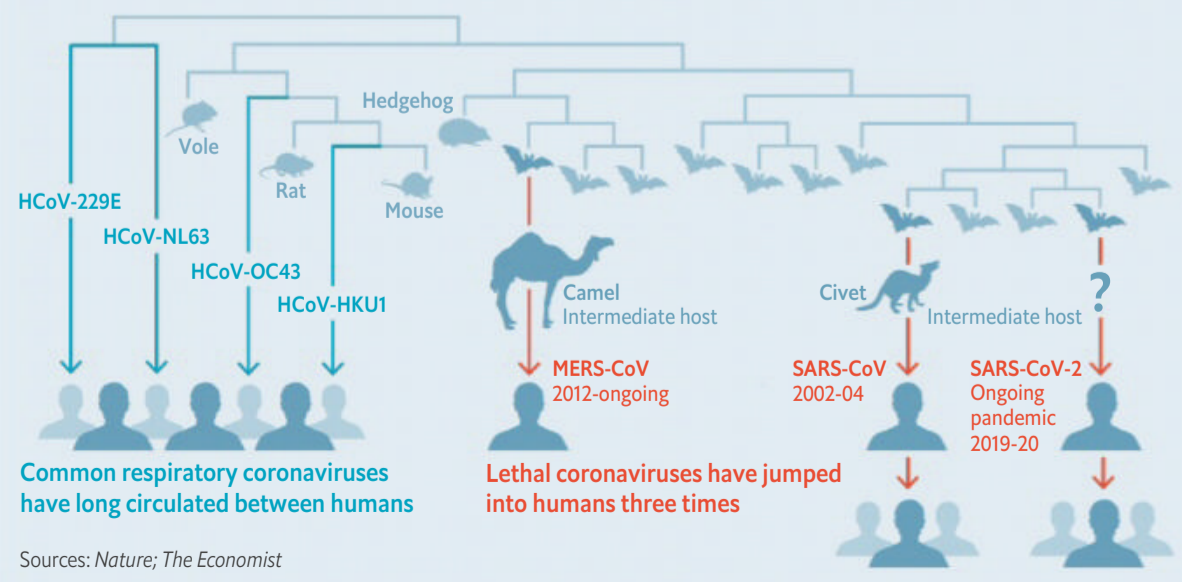 Hedgehog
Vole
Rat
Mouse
HCoV-229E
HCoV-NL63
HCoV-OC43
HCoV-HKU1
Camel
Intermediate host
Civet
Intermediate host
?
MERS-CoV
2012-ongoing
SARS-CoV
2002-04
SARS-CoV-2
Ongoing
pandemic
2019-20
Common respiratory coronaviruses
have long circulated between humans
Lethal coronaviruses have jumped
into humans three times
Sources: Nature; The Economist